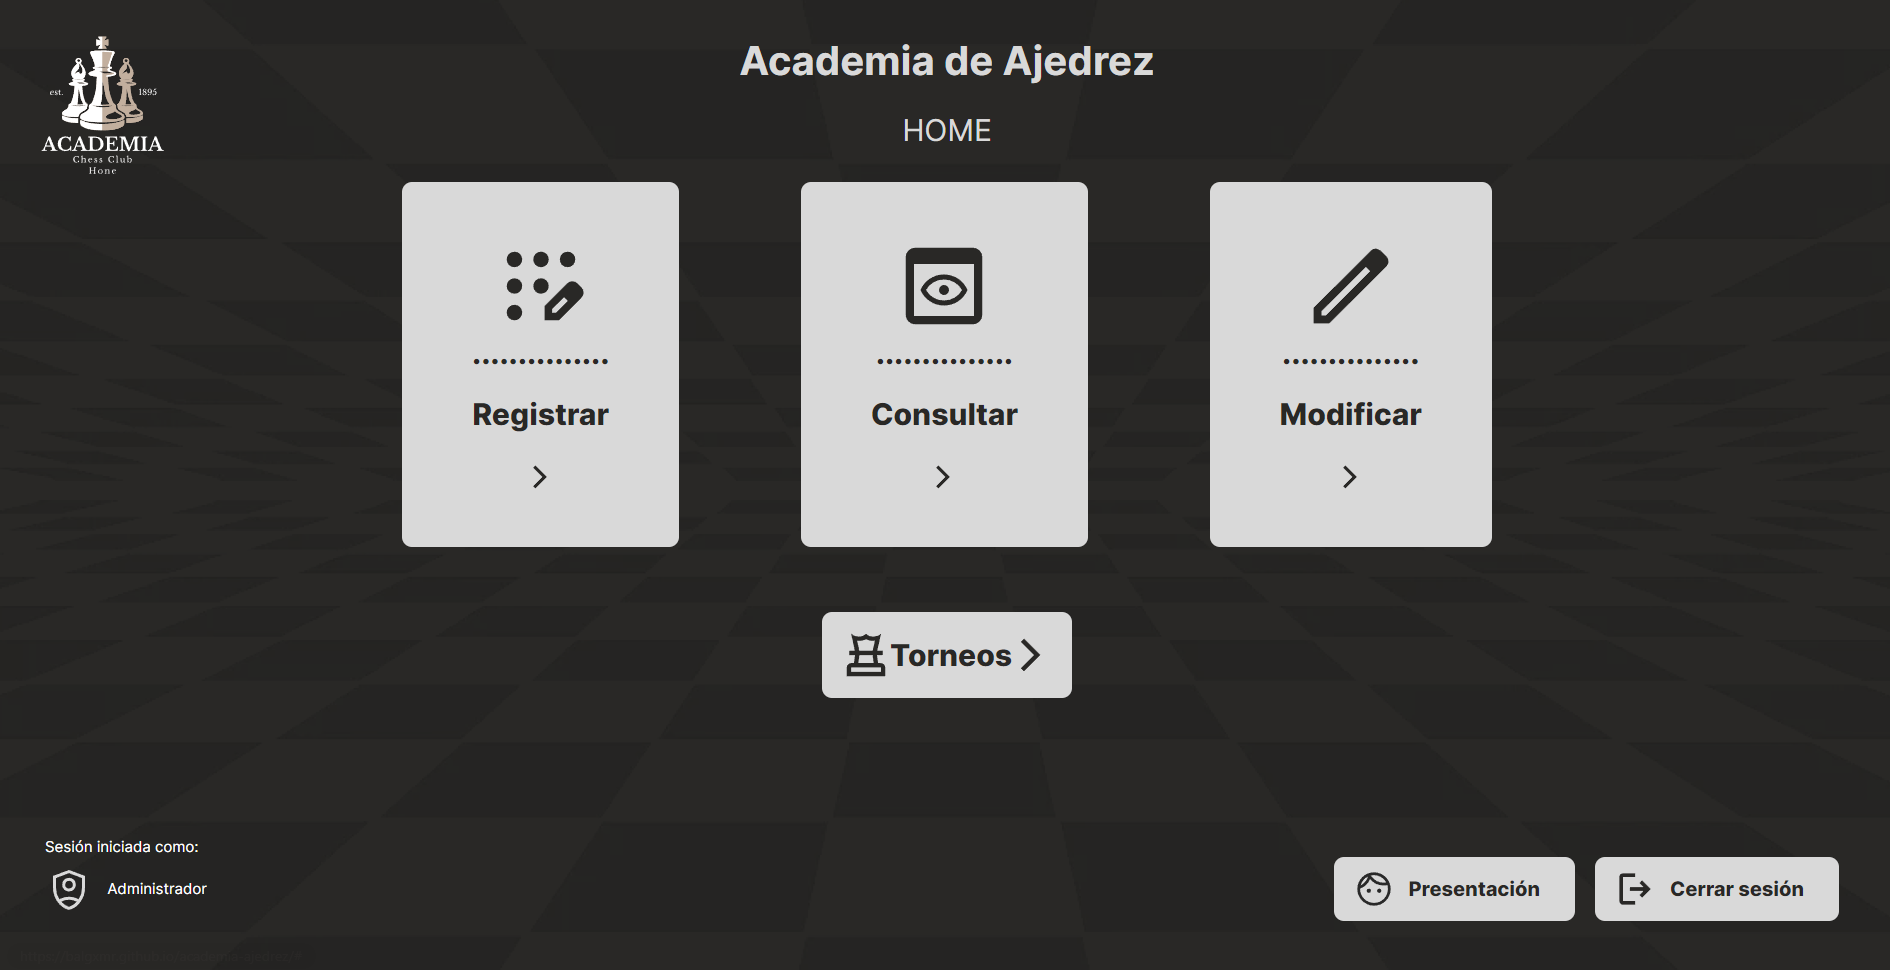 Academia de Ajedrez
est. 1895
ACADEMIA
Chess Club
Hone
HOME
Registrar
Consultar
Modificar
Torneos
Sesión iniciada como:
Administrador
Presentación
Cerrar sesión